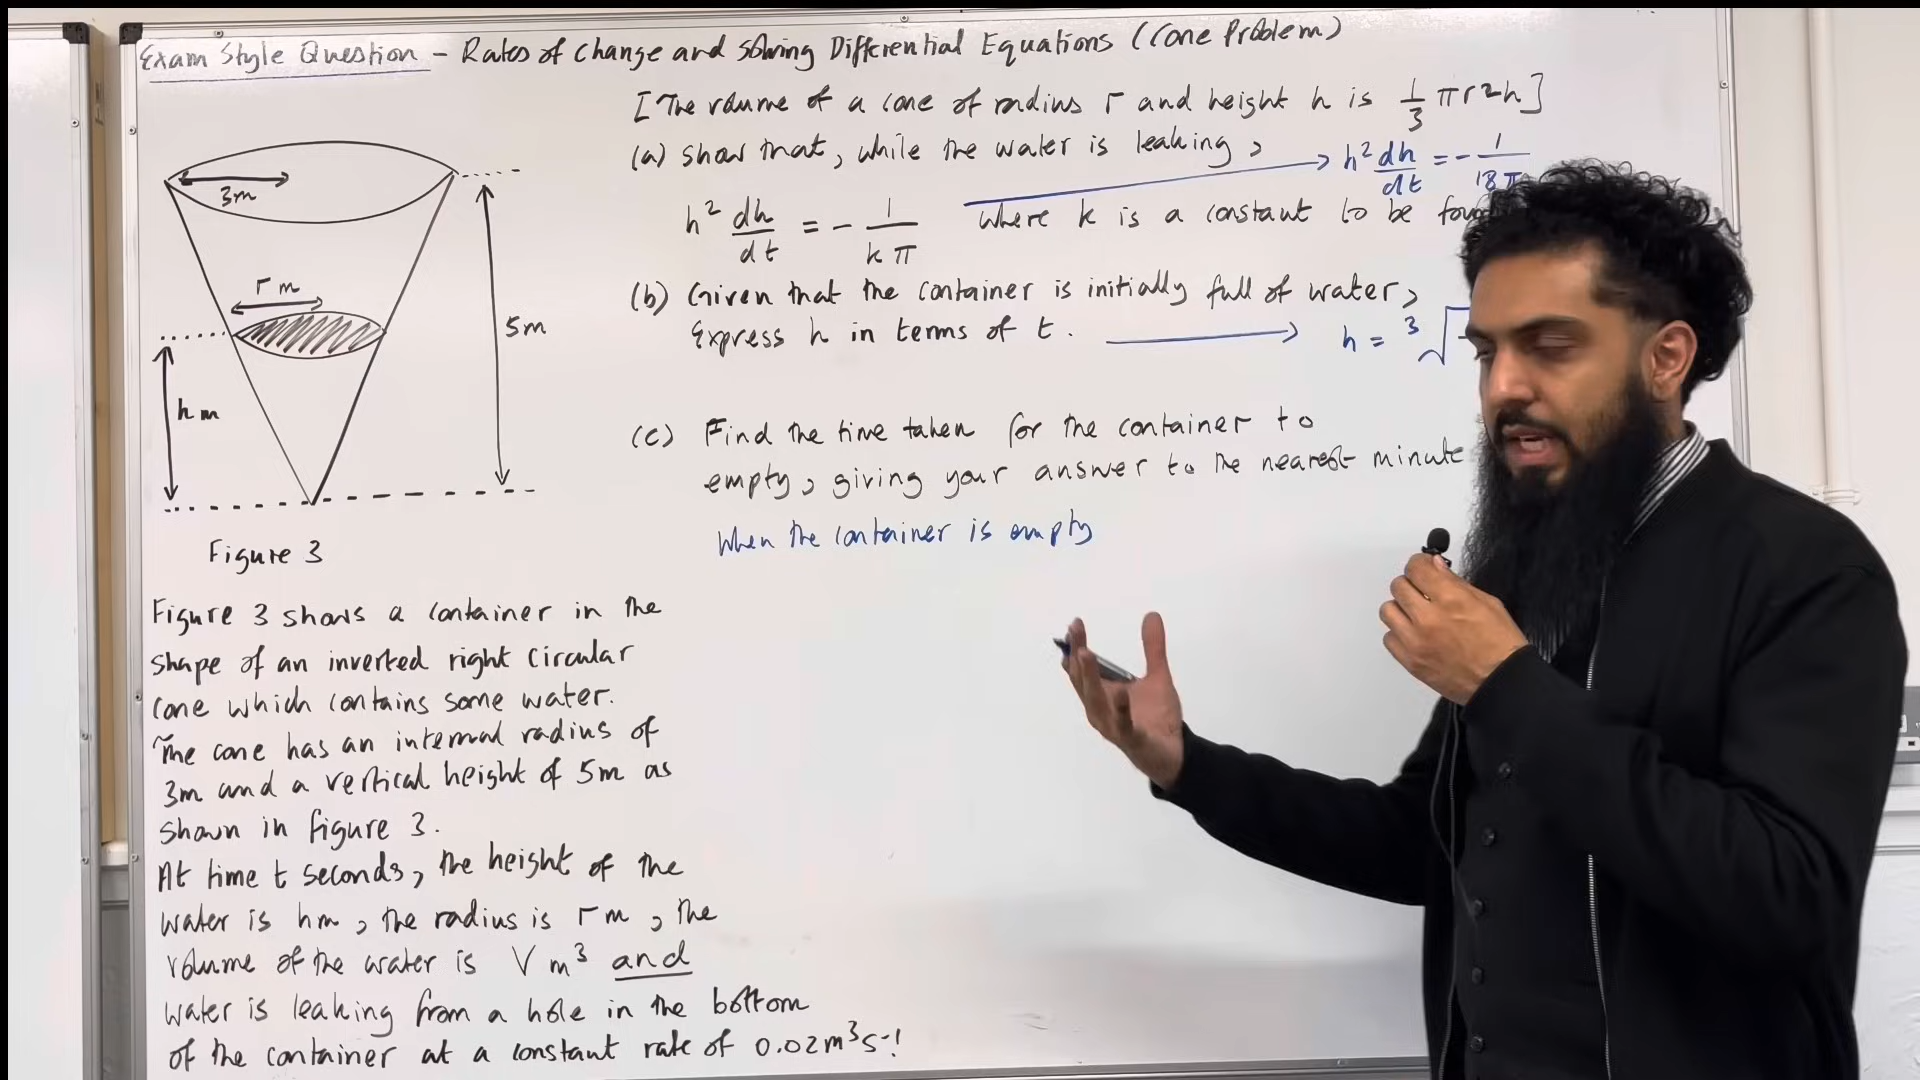 Exam Style Question - Rates of Change and Solving Differential Equations (Cone Problem)
[The volume of a cone of radius r and height h is 1/3 πr²h]
(a) Show that, while the water is leaking,
h² dh/dt = - 1/18π
h² dh/dt = - 1/kπ where k is a constant to be
(b) Given that the container is initially full of water,
Express h in terms of t.
h = ³√
(c) Find the time taken for the container to
empty, giving your answer to the nearest minute
When the container is empty
3m
r m
5m
h m
Figure 3
Figure 3 shows a container in the
shape of an inverted right circular
cone which contains some water.
The cone has an internal radius of
3m and a vertical height of 5m as
shown in figure 3.
At time t seconds, the height of the
water is hm, the radius is rm, the
volume of the water is Vm³ and
water is leaking from a hole in the bottom
of the container at a constant rate of 0.02m³s⁻¹